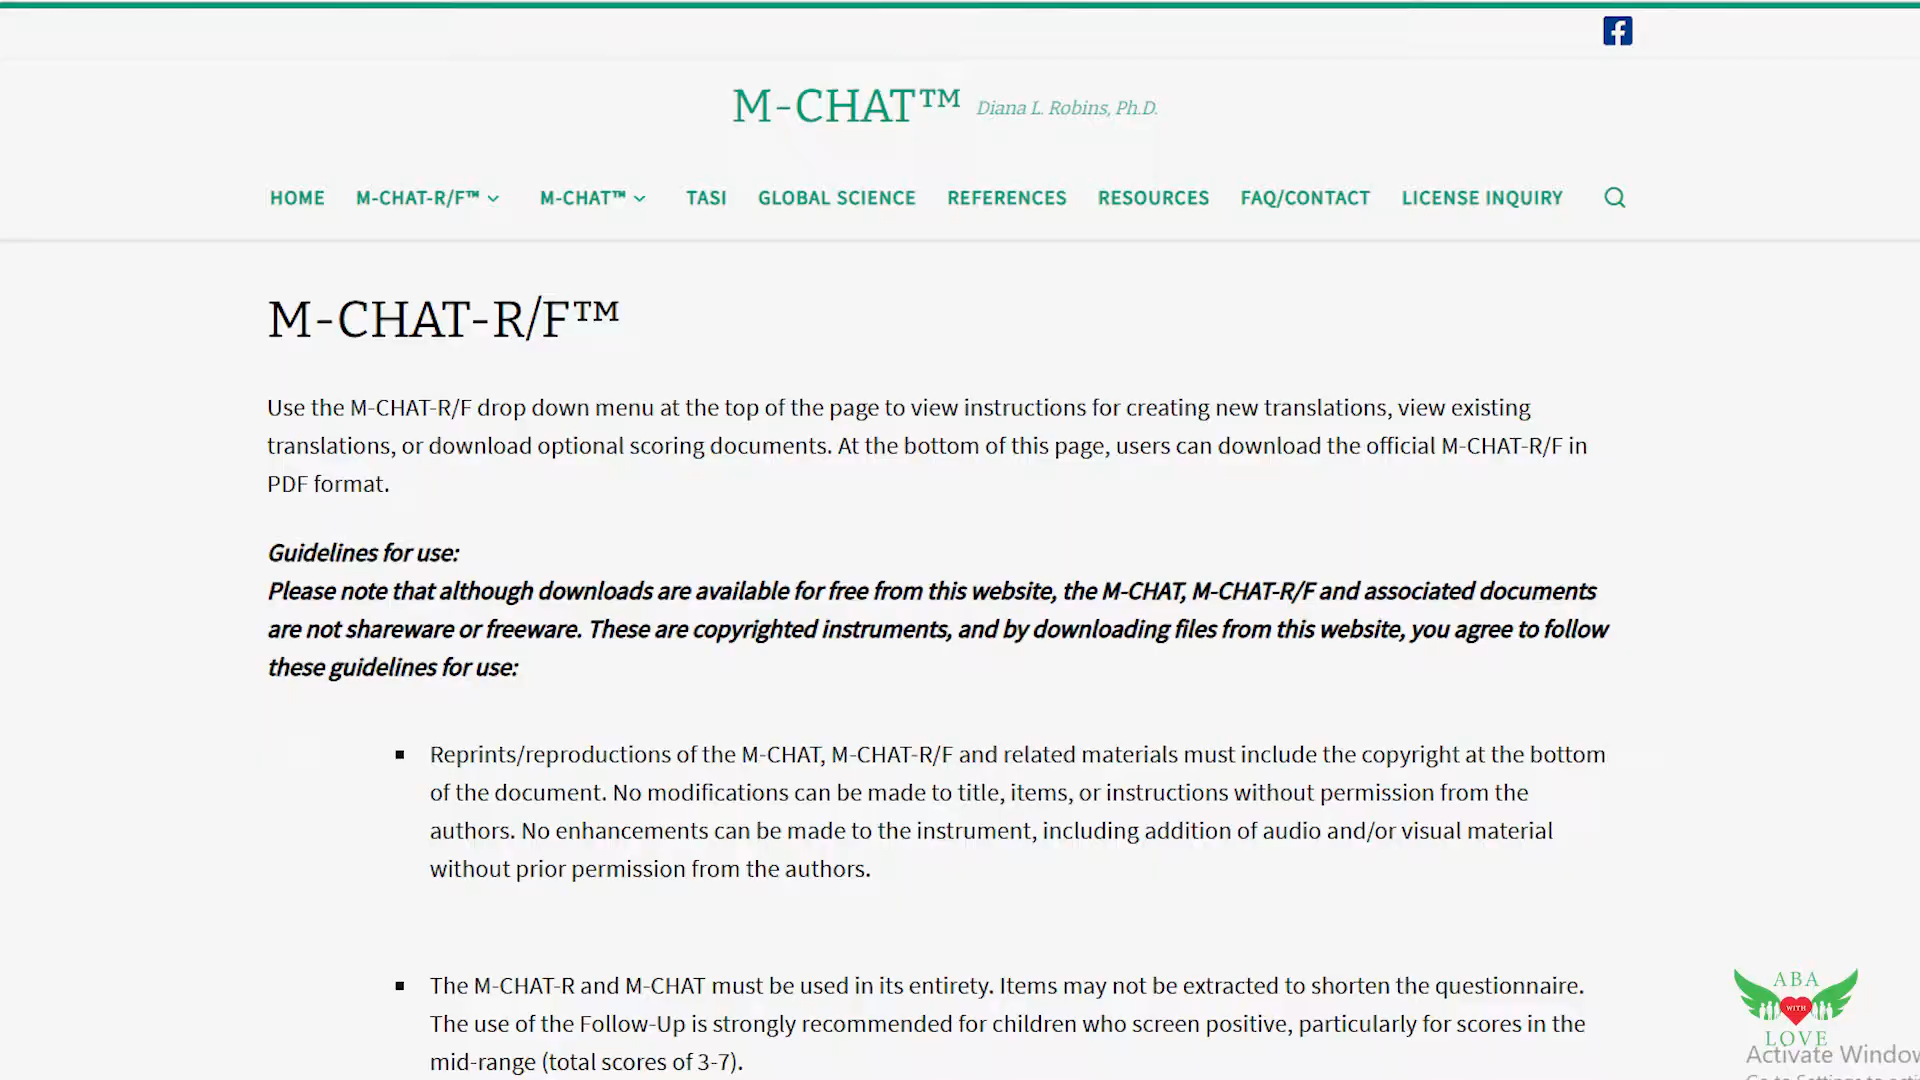 M-CHAT™ Diana L. Robins, Ph.D.
HOME M-CHAT-R/F™ M-CHAT™ TASI GLOBAL SCIENCE REFERENCES RESOURCES FAQ/CONTACT LICENSE INQUIRY
M-CHAT-R/F™
Use the M-CHAT-R/F drop down menu at the top of the page to view instructions for creating new translations, view existing
translations, or download optional scoring documents. At the bottom of this page, users can download the official M-CHAT-R/F in
PDF format.
Guidelines for use:
Please note that although downloads are available for free from this website, the M-CHAT, M-CHAT-R/F and associated documents
are not shareware or freeware. These are copyrighted instruments, and by downloading files from this website, you agree to follow
these guidelines for use:
▪ Reprints/reproductions of the M-CHAT, M-CHAT-R/F and related materials must include the copyright at the bottom
of the document. No modifications can be made to title, items, or instructions without permission from the
authors. No enhancements can be made to the instrument, including addition of audio and/or visual material
without prior permission from the authors.
▪ The M-CHAT-R and M-CHAT must be used in its entirety. Items may not be extracted to shorten the questionnaire.
The use of the Follow-Up is strongly recommended for children who screen positive, particularly for scores in the
mid-range (total scores of 3-7).
ABA
WITH
LOVE
Activate Window